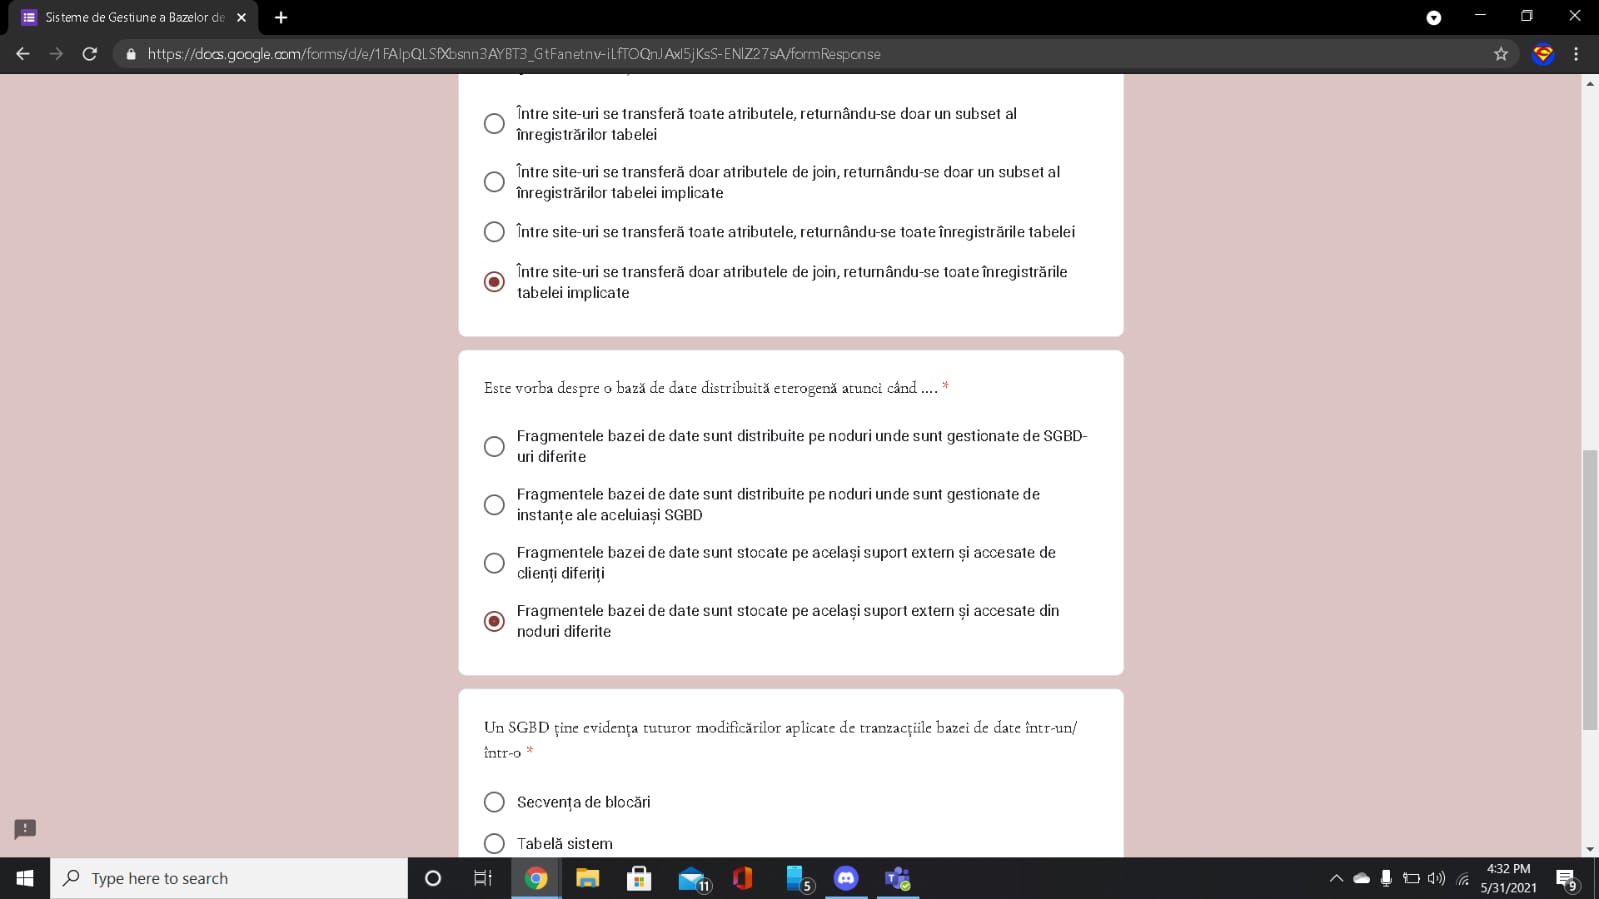 Sisteme de Gestiune a Bazelor de
https://docs.google.com/forms/d/e/1FAIpQLSfXbsnn3AYBT3_GtFanetnv-iLfTOQnJAxI5jKsS-ENlZ27sA/formResponse
Între site-uri se transferă toate atributele, returnându-se doar un subset al
înregistrărilor tabelei
Între site-uri se transferă doar atributele de join, returnându-se doar un subset al
înregistrărilor tabelei implicate
Între site-uri se transferă toate atributele, returnându-se toate înregistrările tabelei
Între site-uri se transferă doar atributele de join, returnându-se toate înregistrările
tabelei implicate
Este vorba despre o bază de date distribuită eterogenă atunci când .... *
Fragmentele bazei de date sunt distribuite pe noduri unde sunt gestionate de SGBD-
uri diferite
Fragmentele bazei de date sunt distribuite pe noduri unde sunt gestionate de
instanțe ale aceluiași SGBD
Fragmentele bazei de date sunt stocate pe același suport extern și accesate de
clienți diferiți
Fragmentele bazei de date sunt stocate pe același suport extern și accesate din
noduri diferite
Un SGBD ține evidența tuturor modificărilor aplicate de tranzacțiile bazei de date într-un/
într-o *
Secvența de blocări
Tabelă sistem
Type here to search
11
5
4:32 PM
5/31/2021
9